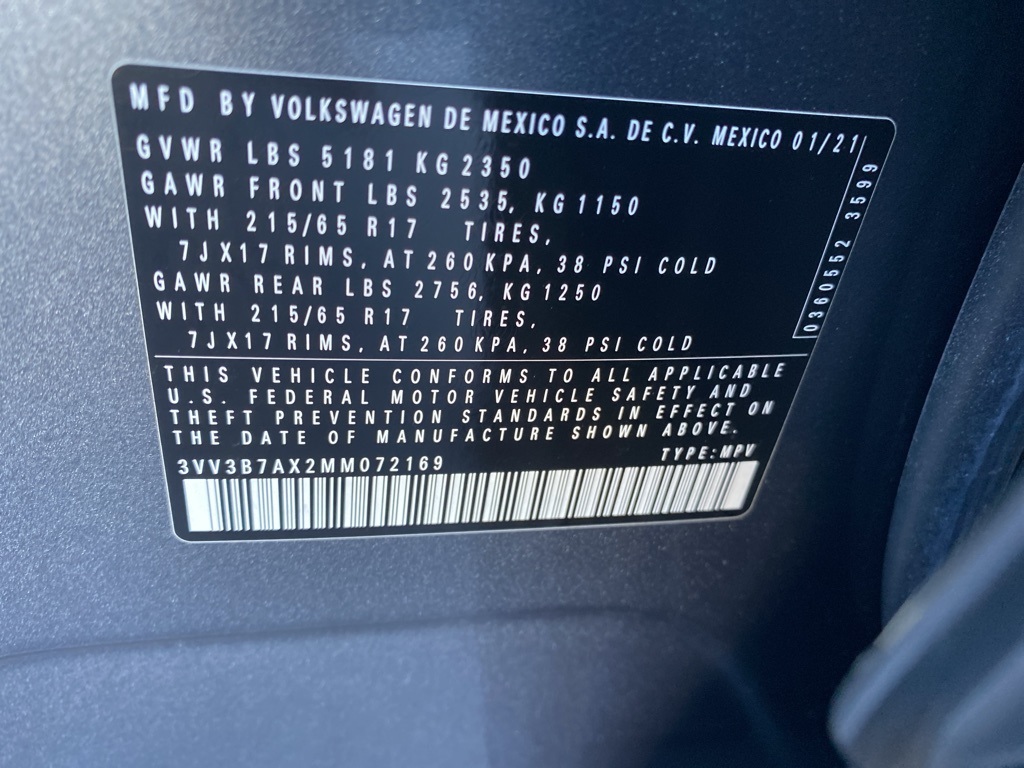 MFD BY VOLKSWAGEN DE MEXICO S.A. DE C.V. MEXICO 01/21
GVWR LBS 5181 KG 2350
GAWR FRONT LBS 2535, KG 1150
WITH 215/65 R17 TIRES,
7JX17 RIMS, AT 260 KPA, 38 PSI COLD
GAWR REAR LBS 2756, KG 1250
WITH 215/65 R17 TIRES,
7JX17 RIMS, AT 260 KPA, 38 PSI COLD
0360552 3599
THIS VEHICLE CONFORMS TO ALL APPLICABLE
U.S. FEDERAL MOTOR VEHICLE SAFETY AND
THEFT PREVENTION STANDARDS IN EFFECT ON
THE DATE OF MANUFACTURE SHOWN ABOVE.
3VV3B7AX2MM072169 TYPE:MPV